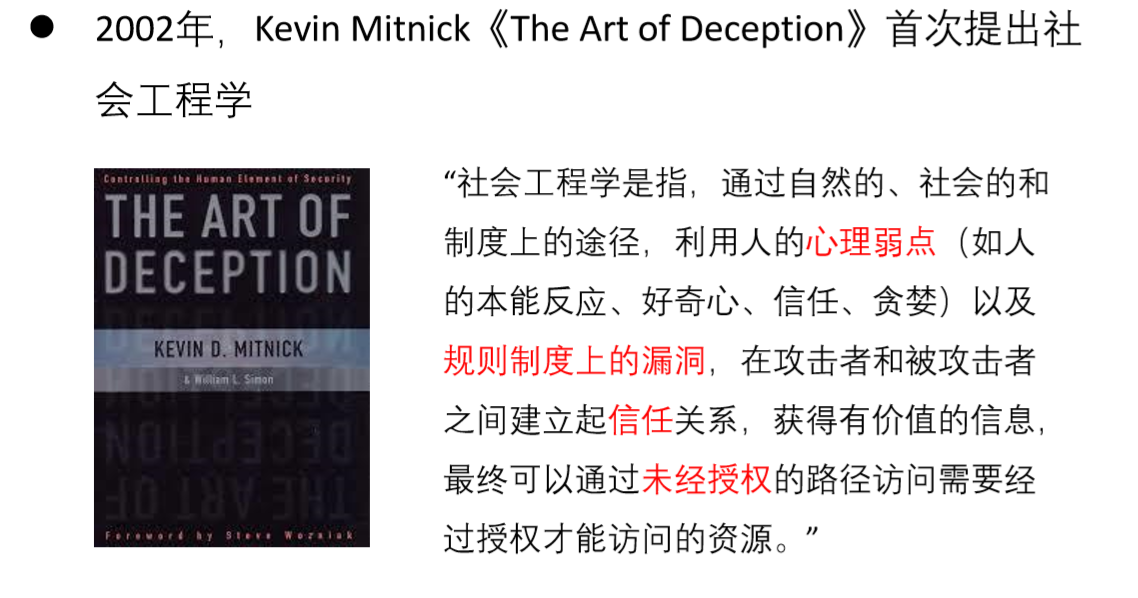 ● 2002年，Kevin Mitnick《The Art of Deception》首次提出社
会工程学
Controlling the Human Element of Security
THE ART OF
DECEPTION
KEVIN D. MITNICK
& William L. Simon
DECEPTION
THE ART OF
Foreword by Steve Wozniak
“社会工程学是指，通过自然的、社会的和
制度上的途径，利用人的心理弱点（如人
的本能反应、好奇心、信任、贪婪）以及
规则制度上的漏洞，在攻击者和被攻击者
之间建立起信任关系，获得有价值的信息，
最终可以通过未经授权的路径访问需要经
过授权才能访问的资源。”